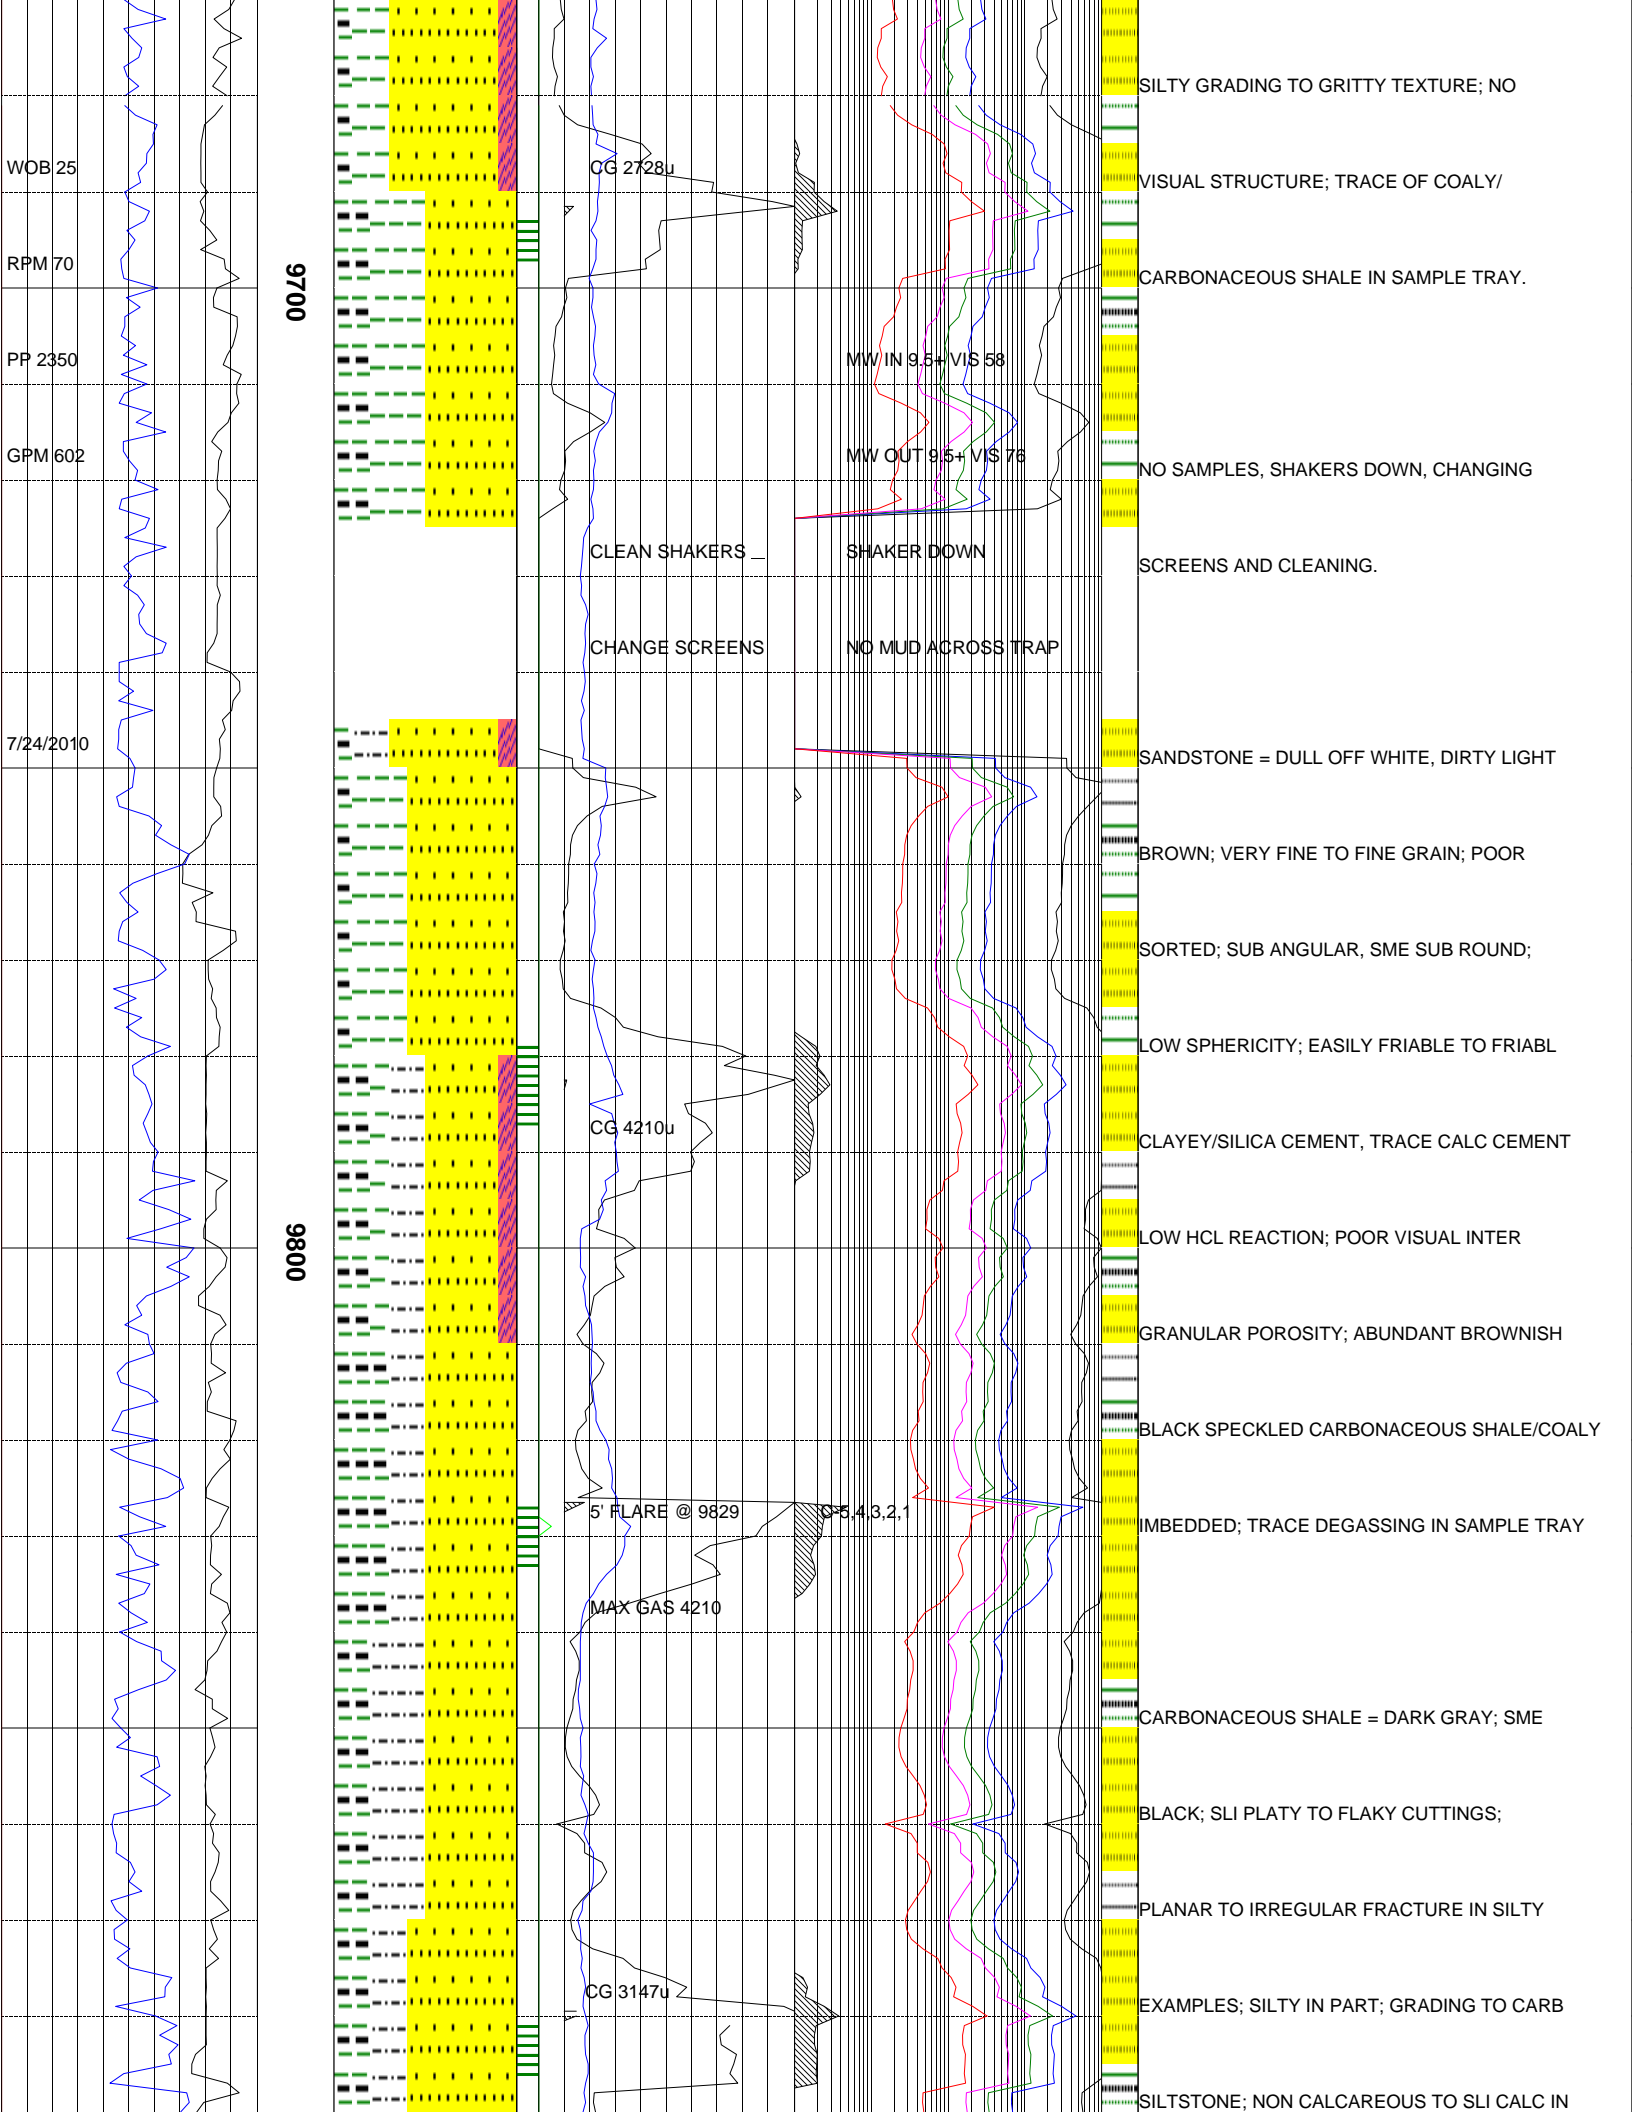 SILTY GRADING TO GRITTY TEXTURE; NO
WOB 25
CG 2728u
VISUAL STRUCTURE; TRACE OF COALY/
RPM 70
9700
CARBONACEOUS SHALE IN SAMPLE TRAY.
PP 2350
MW IN 9.5+ VIS 58
GPM 602
MW OUT 9.5+ VIS 76
NO SAMPLES, SHAKERS DOWN, CHANGING
CLEAN SHAKERS _
SHAKER DOWN
SCREENS AND CLEANING.
CHANGE SCREENS
NO MUD ACROSS TRAP
7/24/2010
SANDSTONE = DULL OFF WHITE, DIRTY LIGHT
BROWN; VERY FINE TO FINE GRAIN; POOR
SORTED; SUB ANGULAR, SME SUB ROUND;
LOW SPHERICITY; EASILY FRIABLE TO FRIABL
CG 4210u
CLAYEY/SILICA CEMENT, TRACE CALC CEMENT
9800
LOW HCL REACTION; POOR VISUAL INTER
GRANULAR POROSITY; ABUNDANT BROWNISH
BLACK SPECKLED CARBONACEOUS SHALE/COALY
5' FLARE @ 9829
C-5,4,3,2,1
IMBEDDED; TRACE DEGASSING IN SAMPLE TRAY
MAX GAS 4210
CARBONACEOUS SHALE = DARK GRAY; SME
BLACK; SLI PLATY TO FLAKY CUTTINGS;
PLANAR TO IRREGULAR FRACTURE IN SILTY
CG 3147u
EXAMPLES; SILTY IN PART; GRADING TO CARB
SILTSTONE; NON CALCAREOUS TO SLI CALC IN